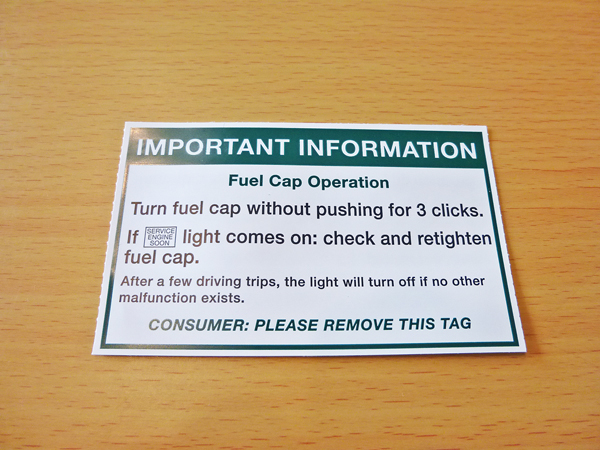 IMPORTANT INFORMATION
Fuel Cap Operation
Turn fuel cap without pushing for 3 clicks.
If SERVICE ENGINE SOON light comes on: check and retighten
fuel cap.
After a few driving trips, the light will turn off if no other
malfunction exists.
CONSUMER: PLEASE REMOVE THIS TAG